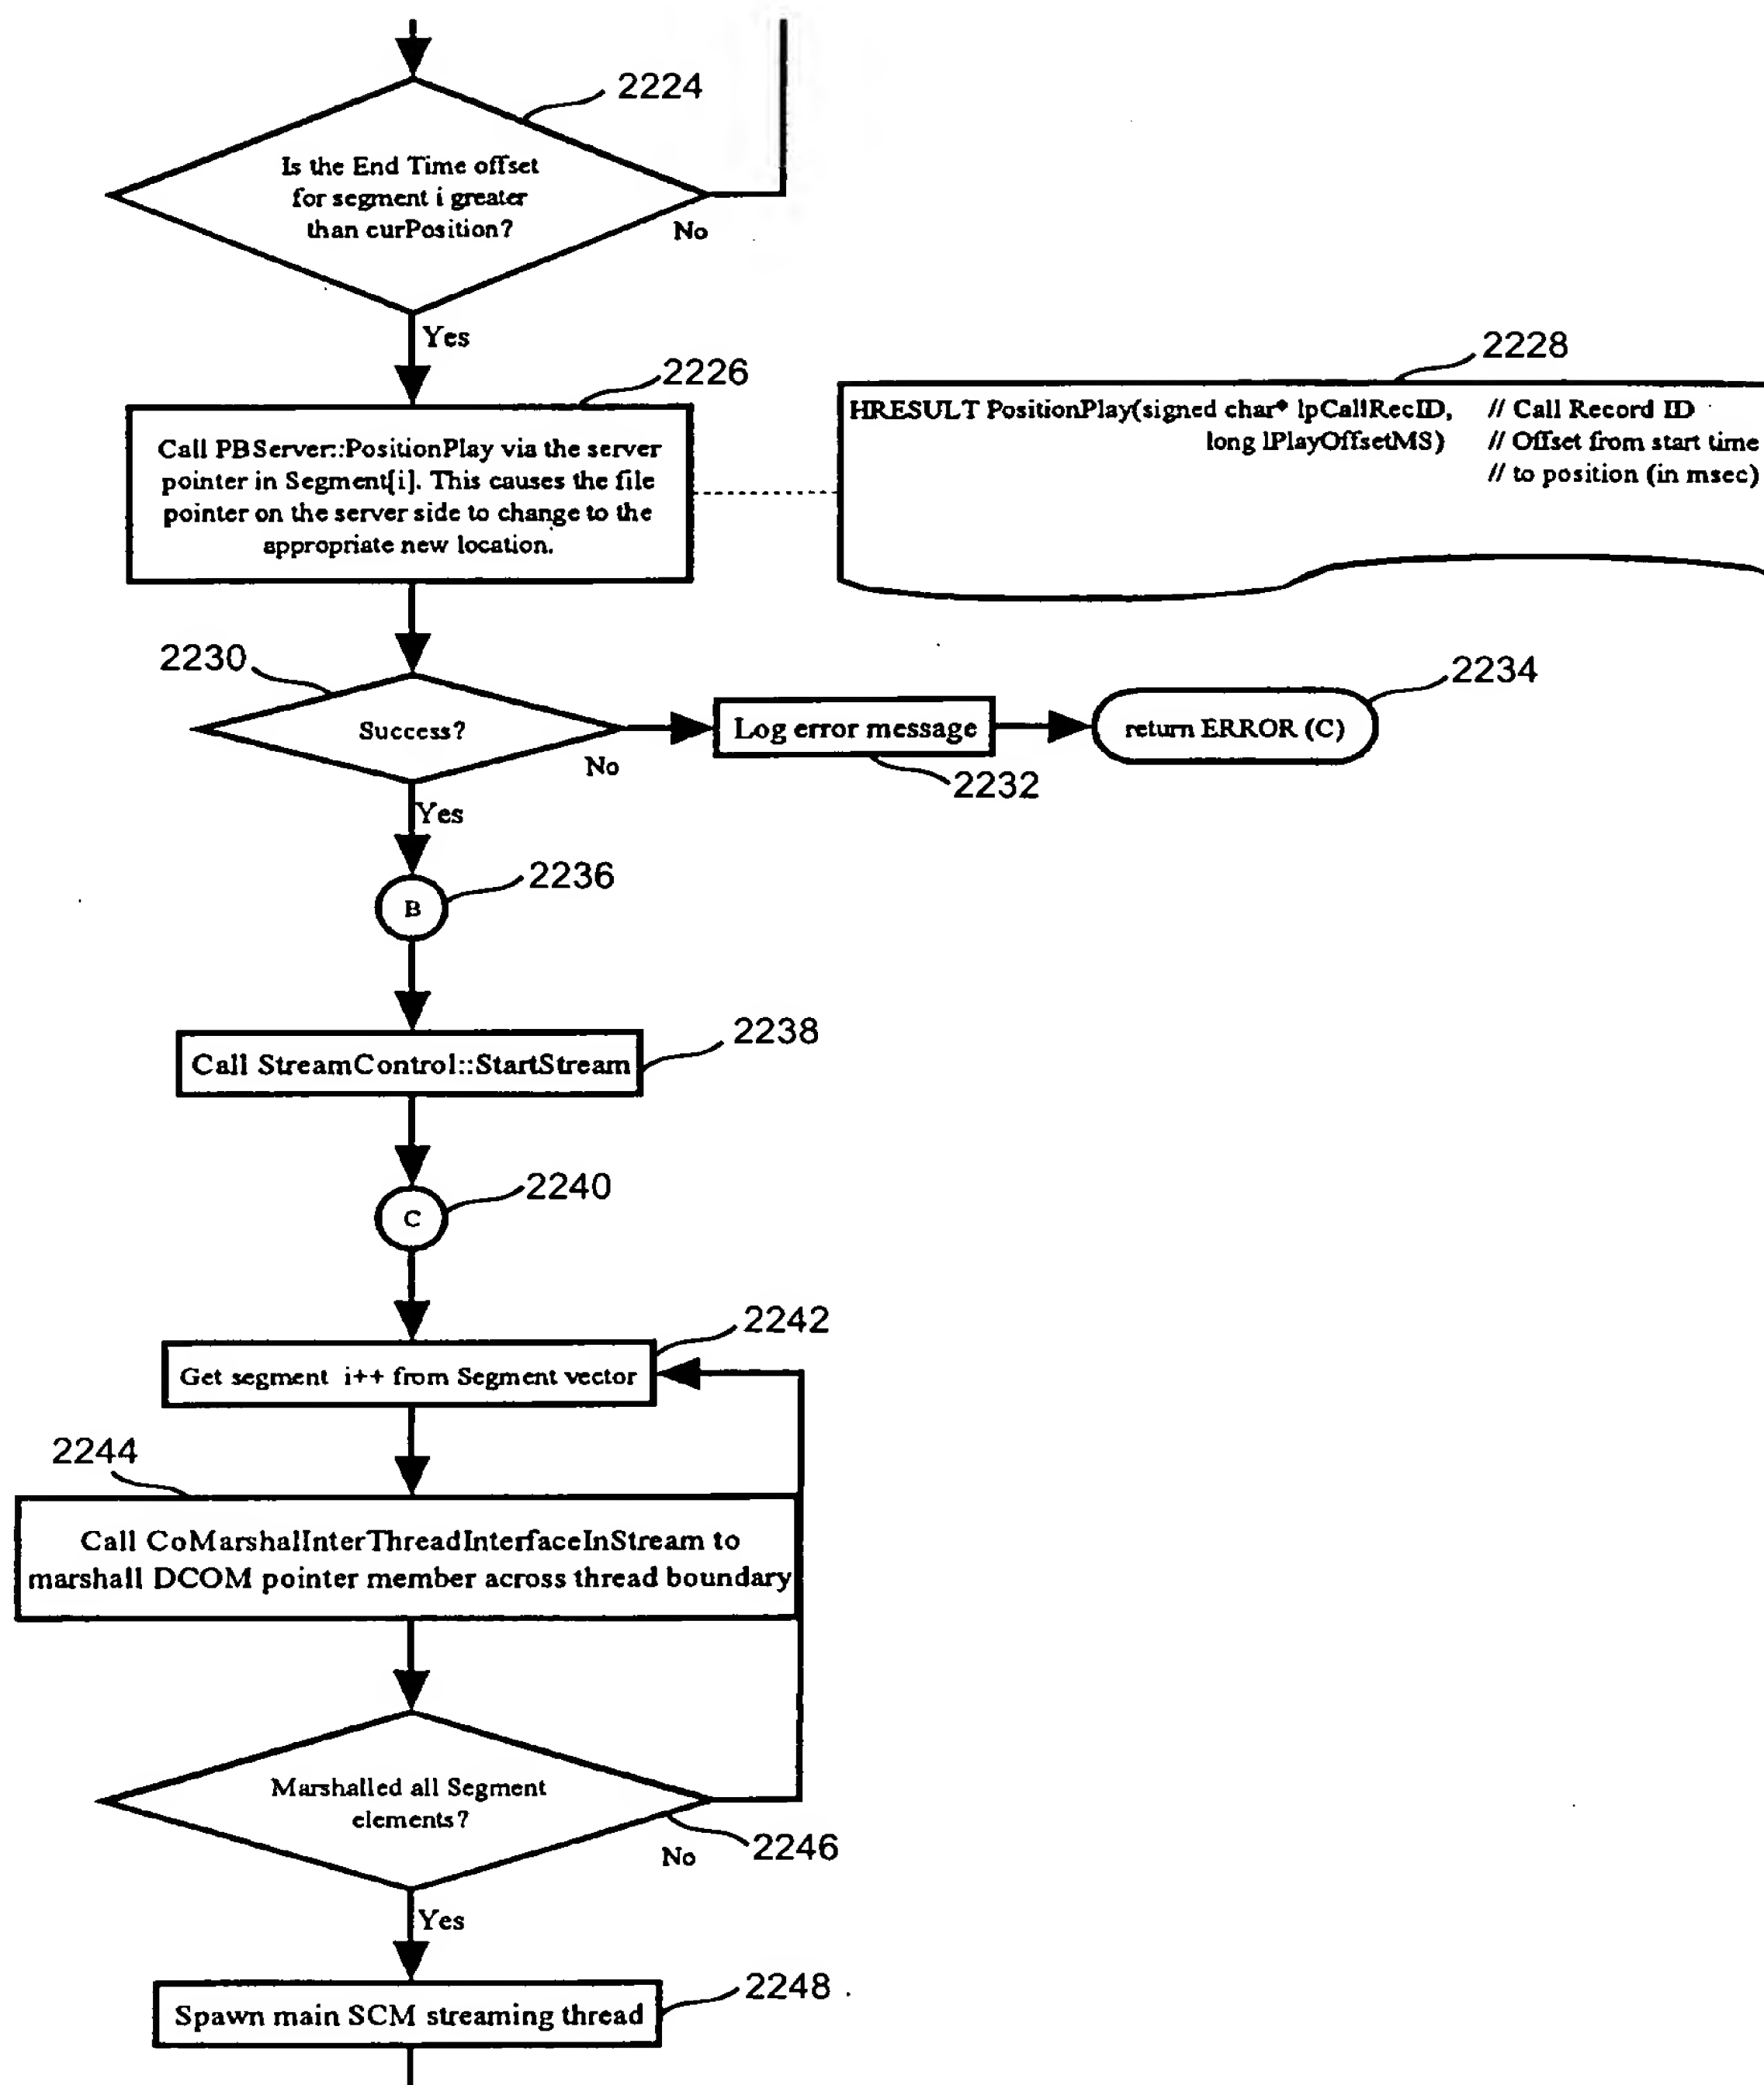 2224
Is the End Time offset
for segment i greater
than curPosition?
No
Yes
2226
2228
Call PBServer::PositionPlay via the server
pointer in Segment[i]. This causes the file
pointer on the server side to change to the
appropriate new location.
HRESULT PositionPlay(signed char* lpCallRecID, // Call Record ID
long lPlayOffsetMS) // Offset from start time
// to position (in msec)
2230
Success?
No
Log error message
2232
return ERROR (C)
2234
Yes
B
2236
Call StreamControl::StartStream
2238
C
2240
2242
Get segment i++ from Segment vector
2244
Call CoMarshalInterThreadInterfaceInStream to
marshall DCOM pointer member across thread boundary
Marshalled all Segment
elements?
2246
No
Yes
Spawn main SCM streaming thread
2248